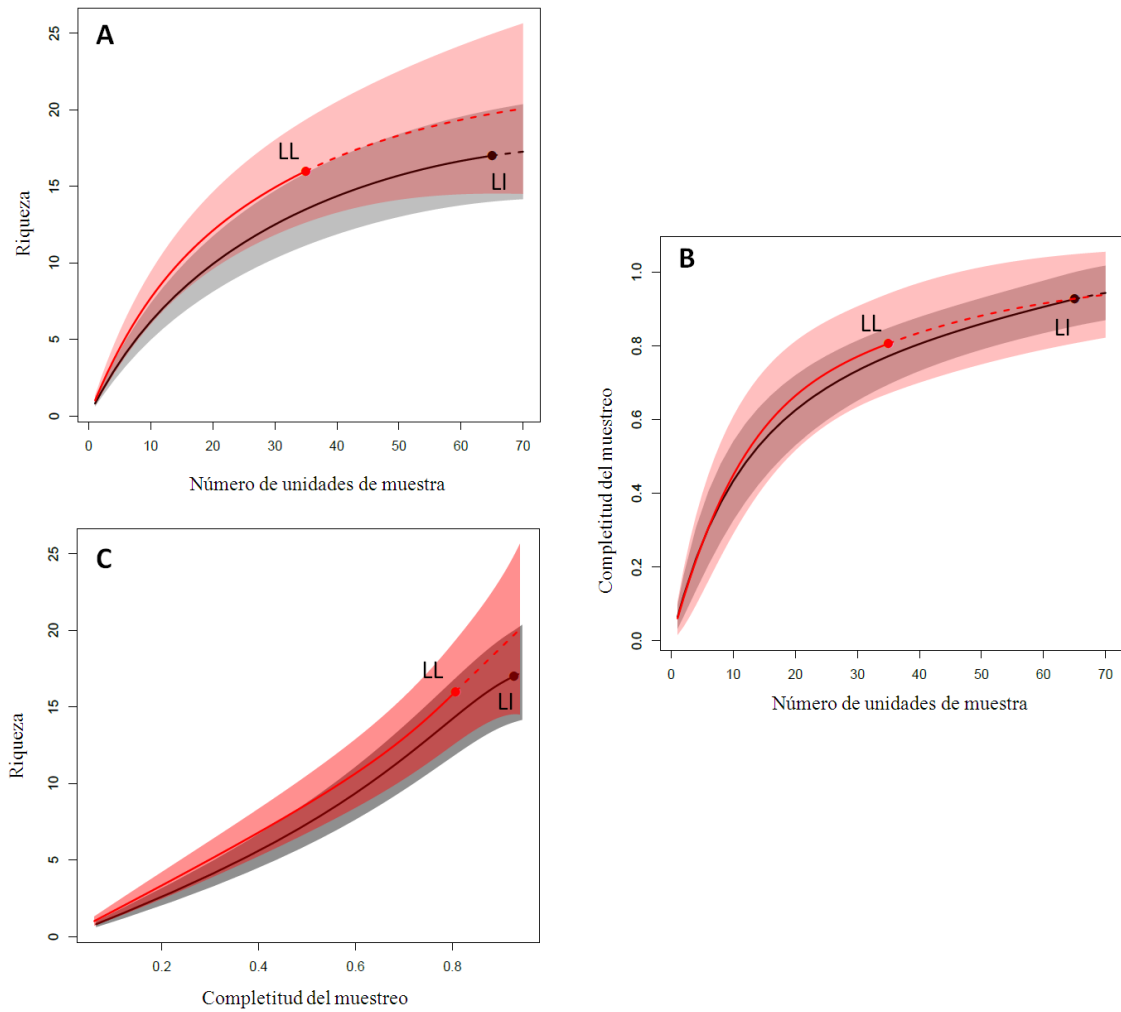 A
Riqueza
25
20
15
10
5
0
LL
LI
0 10 20 30 40 50 60 70
Número de unidades de muestra
B
Completitud del muestreo
1.0
0.8
0.6
0.4
0.2
0.0
LL
LI
0 10 20 30 40 50 60 70
Número de unidades de muestra
C
Riqueza
25
20
15
10
5
0
LL
LI
0.2 0.4 0.6 0.8
Completitud del muestreo